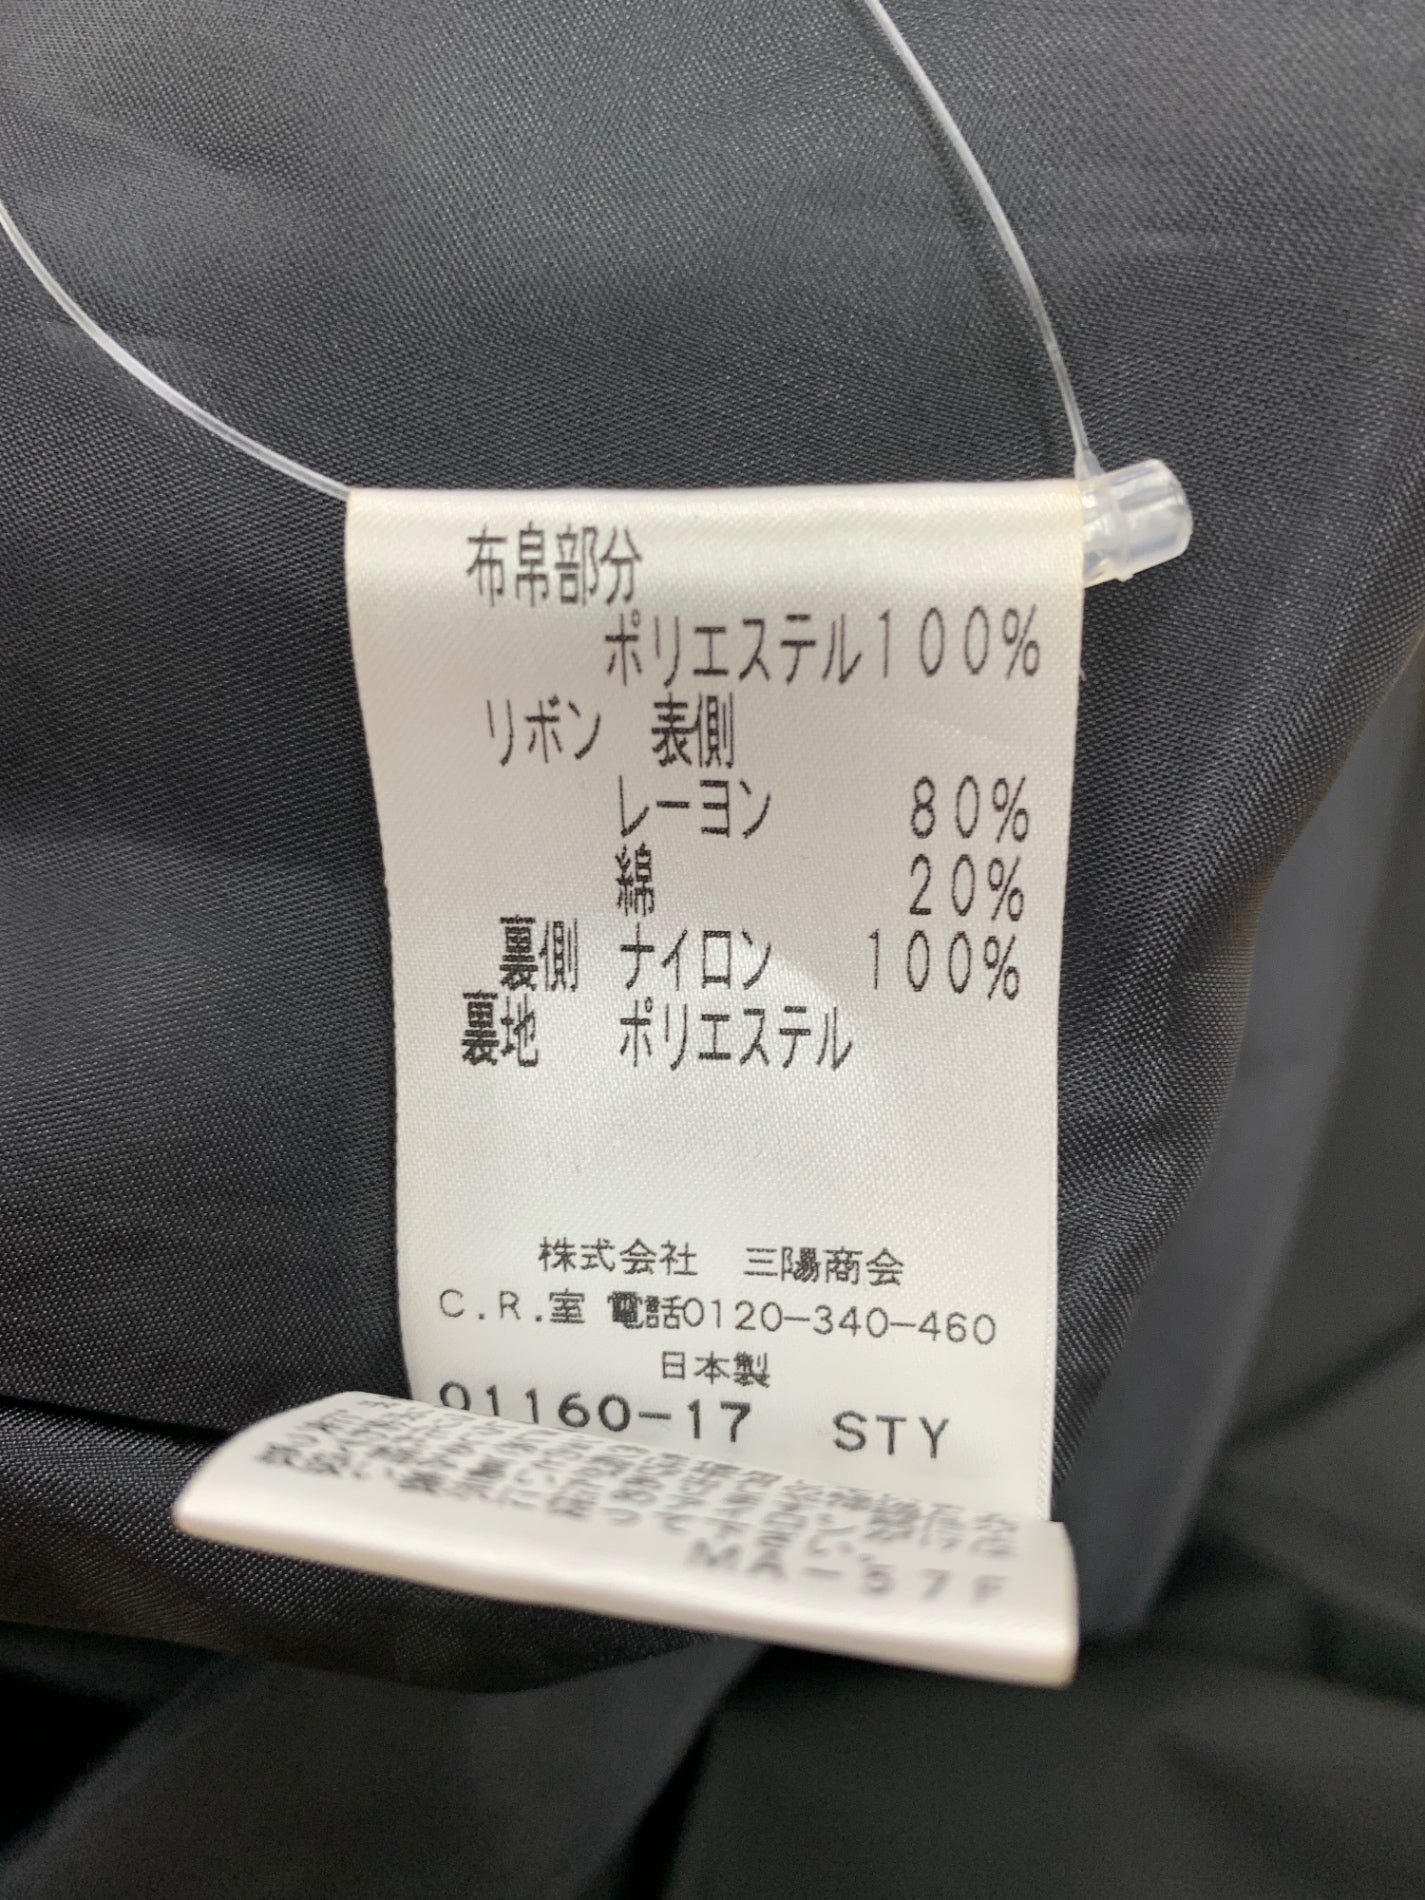 布帛部分
ポリエステル100%
リボン 表側
レーヨン 80%
綿 20%
裏側 ナイロン 100%
裏地 ポリエステル
株式会社 三陽商会
C.R.室 電話0120-340-460
日本製
01160-17 STY
MA-57F